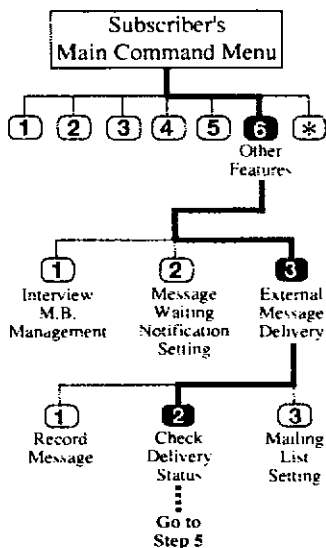 Subscriber's
Main Command Menu
1 2 3 4 5 6 *
Other
Features
1 2 3
Interview
M.B.
Management
Message
Waiting
Notification
Setting
External
Message
Delivery
1 2 3
Record
Message
Check
Delivery
Status
Mailing
List
Setting
Go to
Step 5